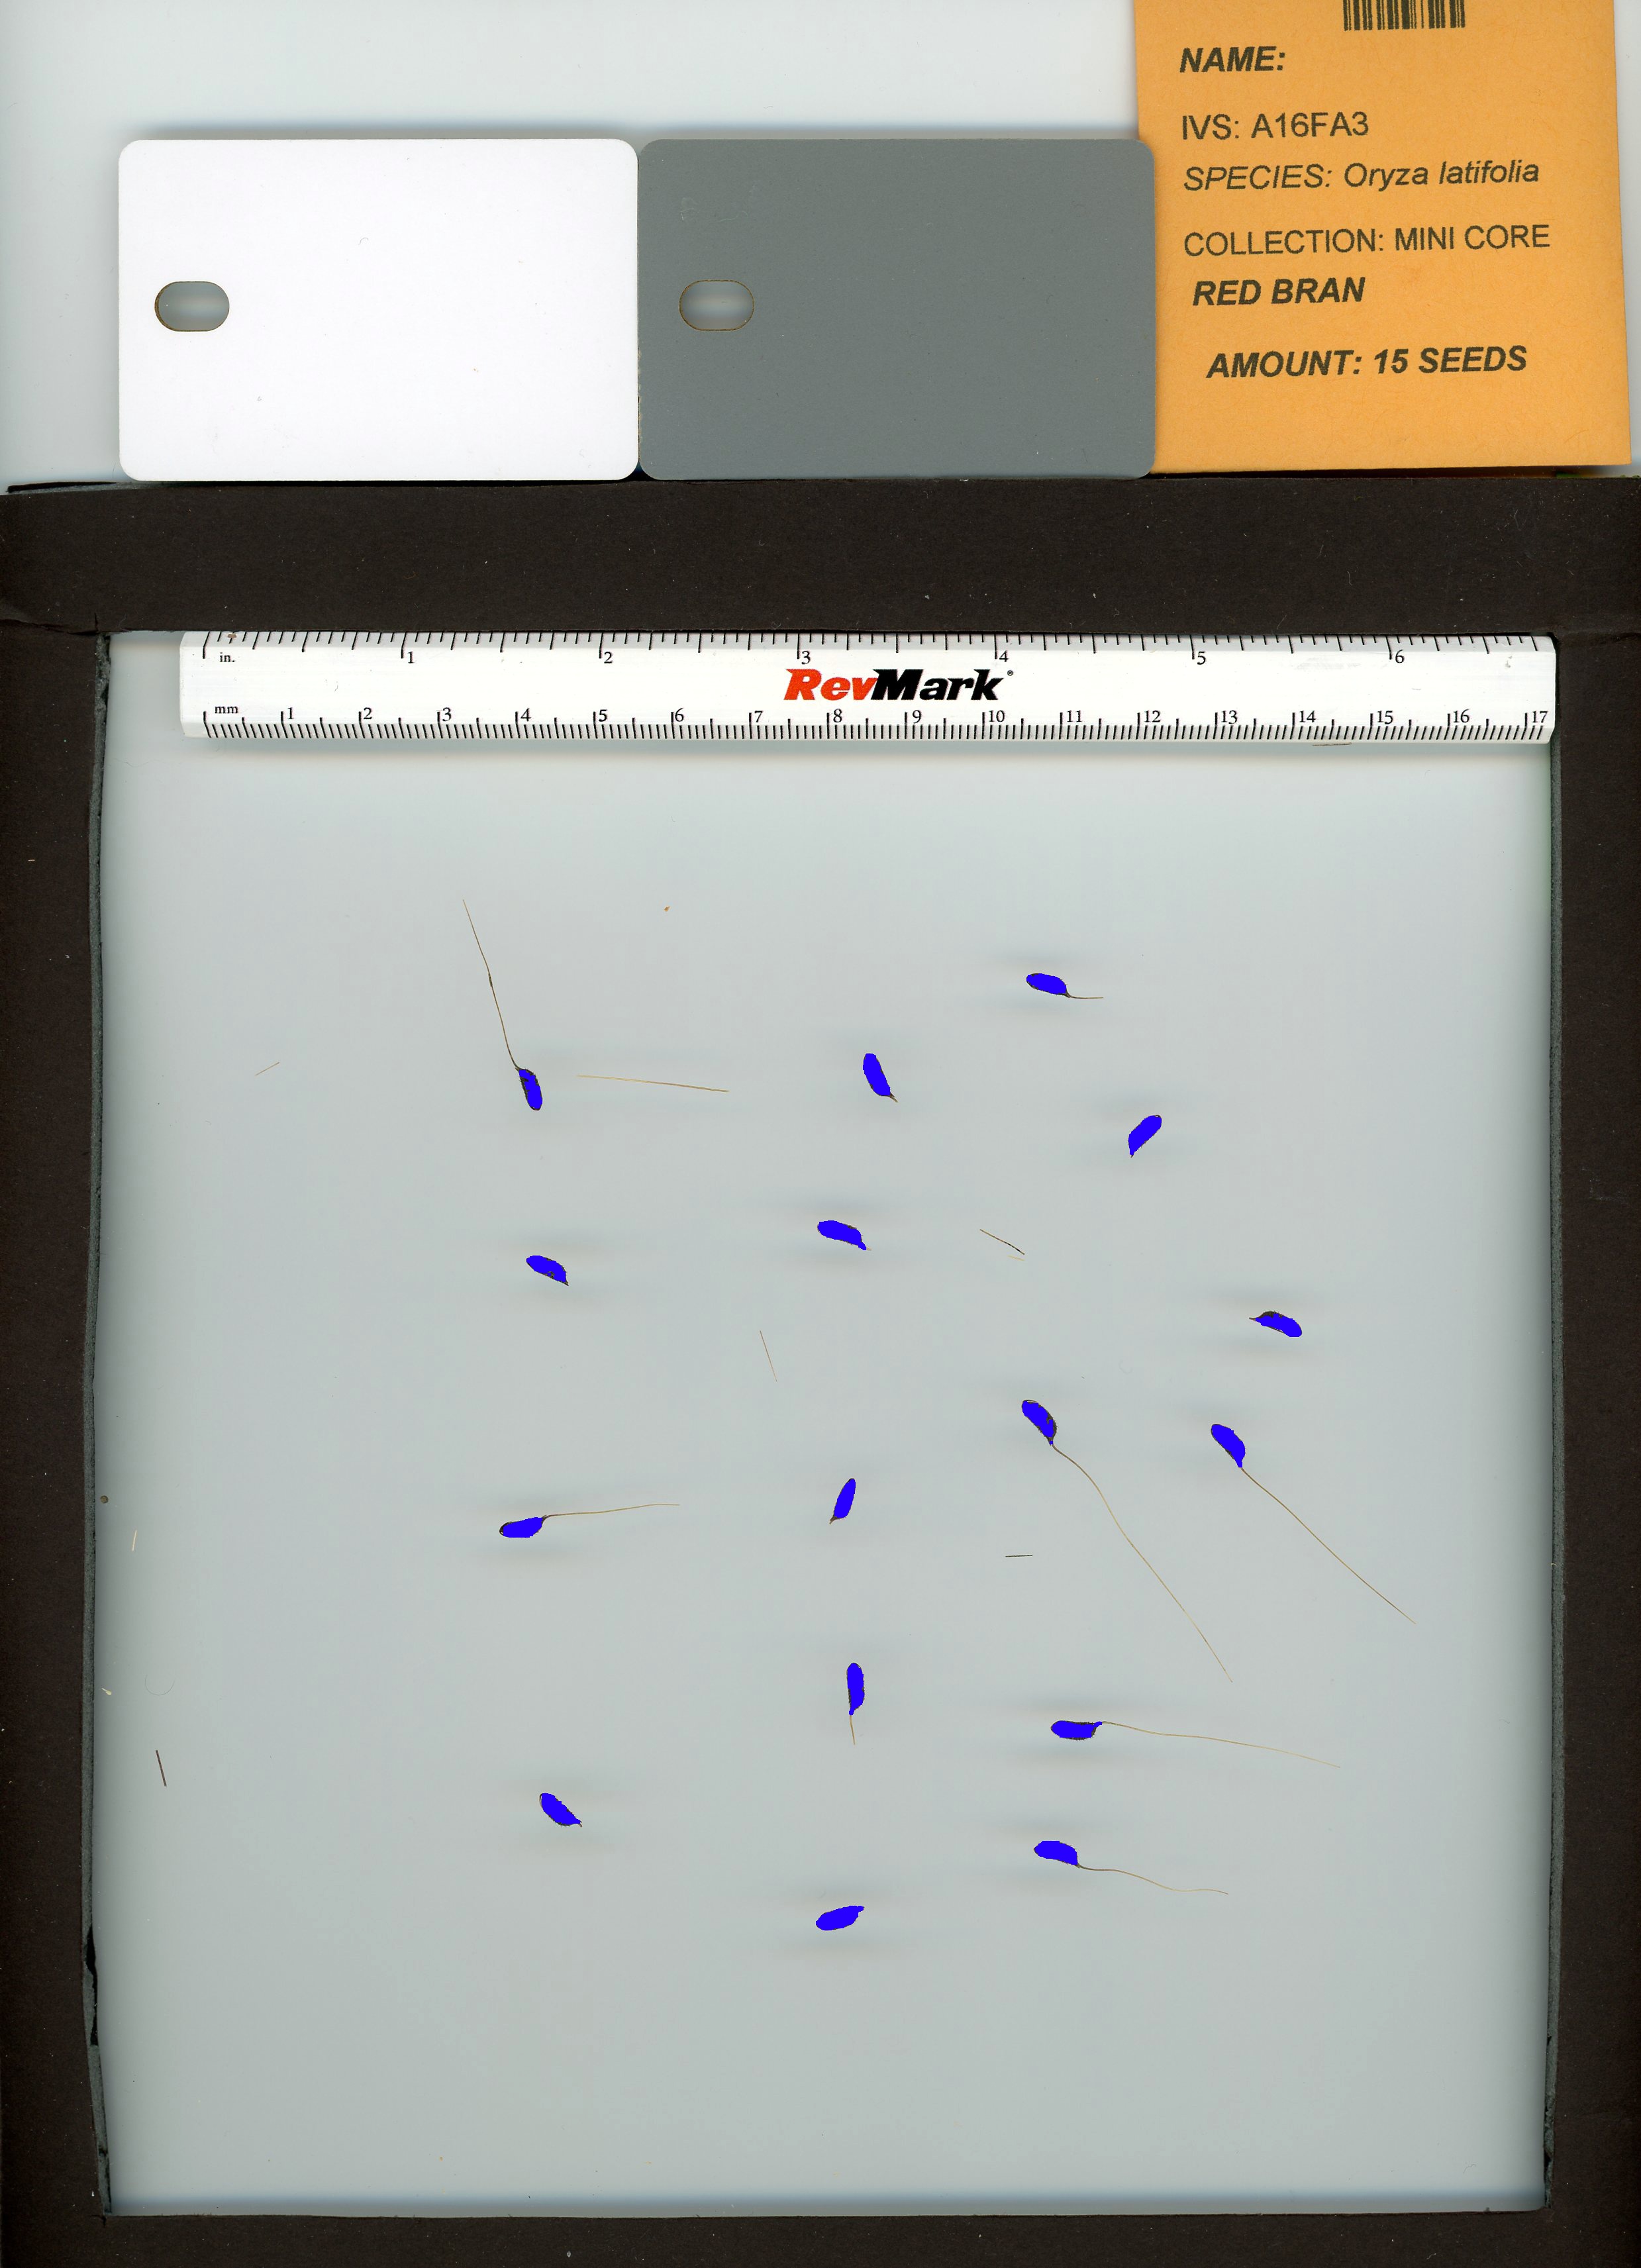 NAME:
IVS: A16FA3
SPECIES: Oryza latifolia
COLLECTION: MINI CORE
RED BRAN
AMOUNT: 15 SEEDS
in. 1 2 3 4 5 6
RevMark®
mm 1 2 3 4 5 6 7 8 9 10 11 12 13 14 15 16 17